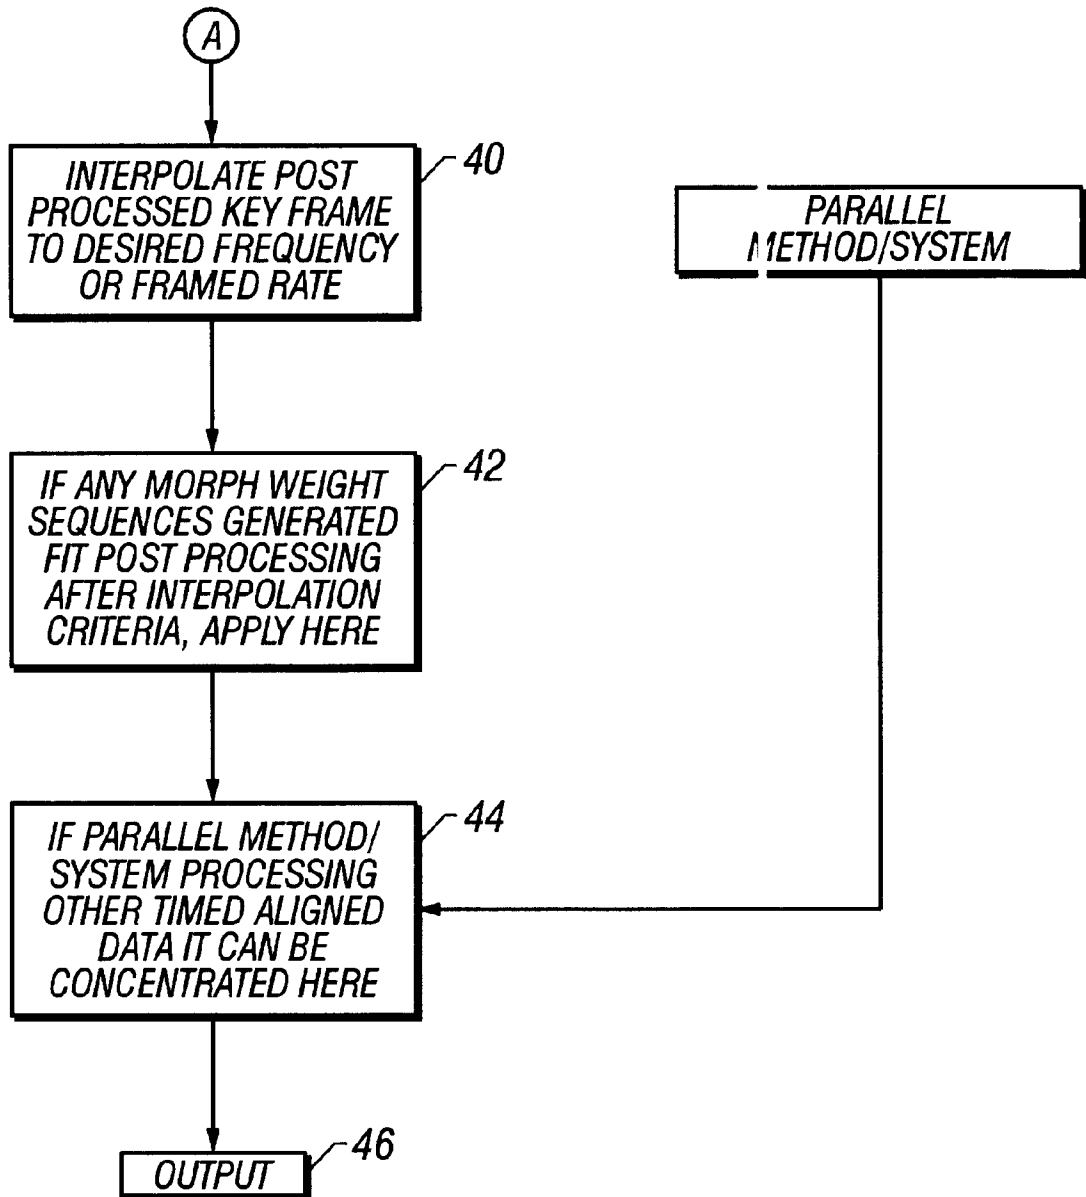 A
INTERPOLATE POST
PROCESSED KEY FRAME
TO DESIRED FREQUENCY
OR FRAMED RATE
40
PARALLEL
METHOD/SYSTEM
IF ANY MORPH WEIGHT
SEQUENCES GENERATED
FIT POST PROCESSING
AFTER INTERPOLATION
CRITERIA, APPLY HERE
42
IF PARALLEL METHOD/
SYSTEM PROCESSING
OTHER TIMED ALIGNED
DATA IT CAN BE
CONCENTRATED HERE
44
OUTPUT
46